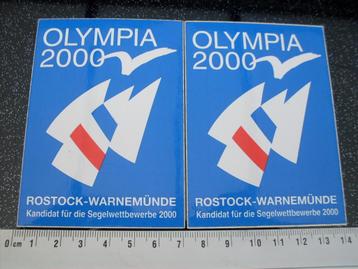 OLYMPIA
2000
ROSTOCK-WARNEMÜNDE
Kandidat für die Segelwettbewerbe 2000
OLYMPIA
2000
ROSTOCK-WARNEMÜNDE
Kandidat für die Segelwettbewerbe 2000
0 cm 1 2 3 4 5 6 7 8 9 10 11 12 13 14